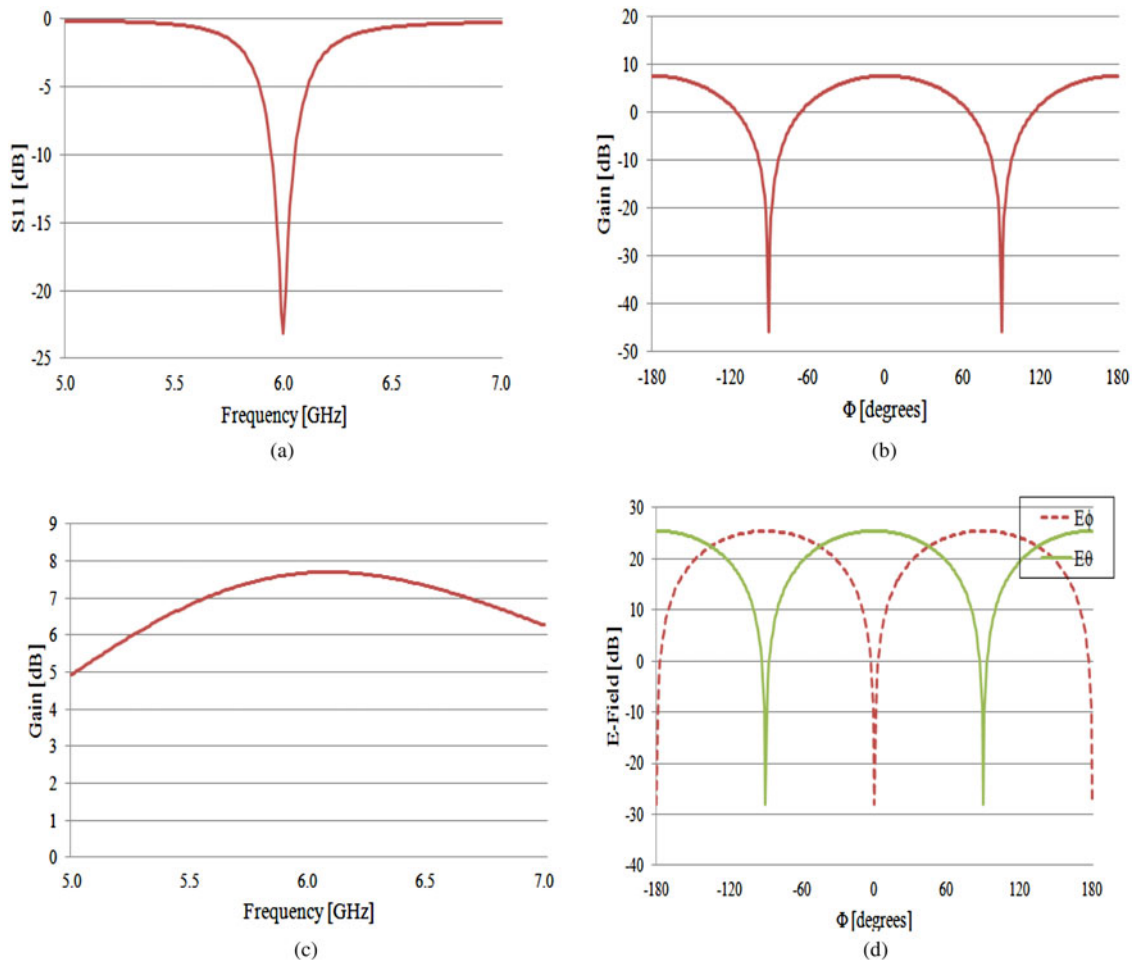 0
-5
-10
-15
-20
-25
S11 [dB]
5.0 5.5 6.0 6.5 7.0
Frequency [GHz]
(a)
20
10
0
-10
-20
-30
-40
-50
Gain [dB]
-180 -120 -60 0 60 120 180
Φ [degrees]
(b)
9
8
7
6
5
4
3
2
1
0
Gain [dB]
5.0 5.5 6.0 6.5 7.0
Frequency [GHz]
(c)
30
20
10
0
-10
-20
-30
-40
E-Field [dB]
Eϕ
Eθ
-180 -120 -60 0 60 120 180
Φ [degrees]
(d)